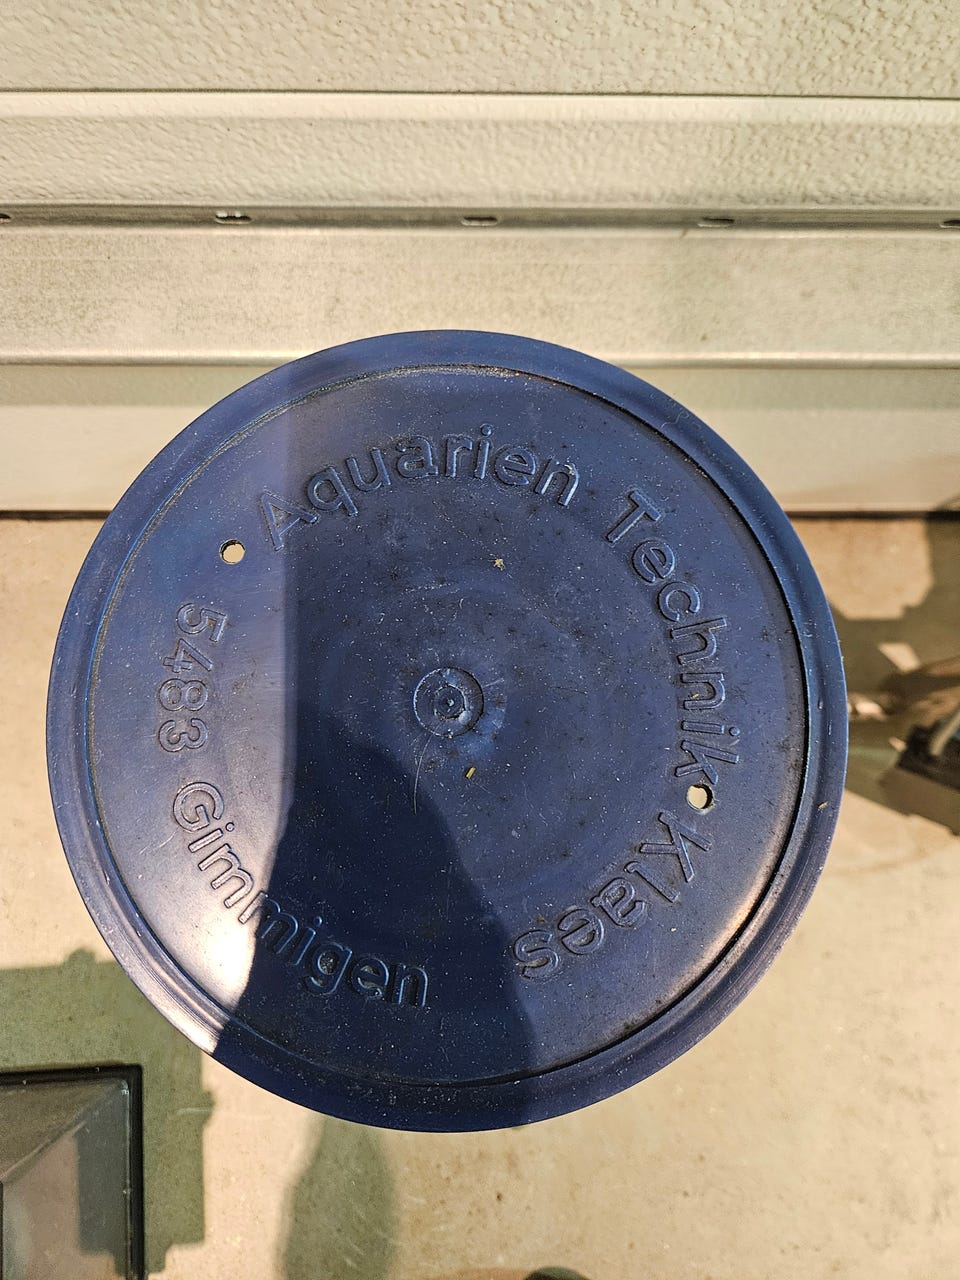 Aquarien Technik Klaes
5483 Gimmigen